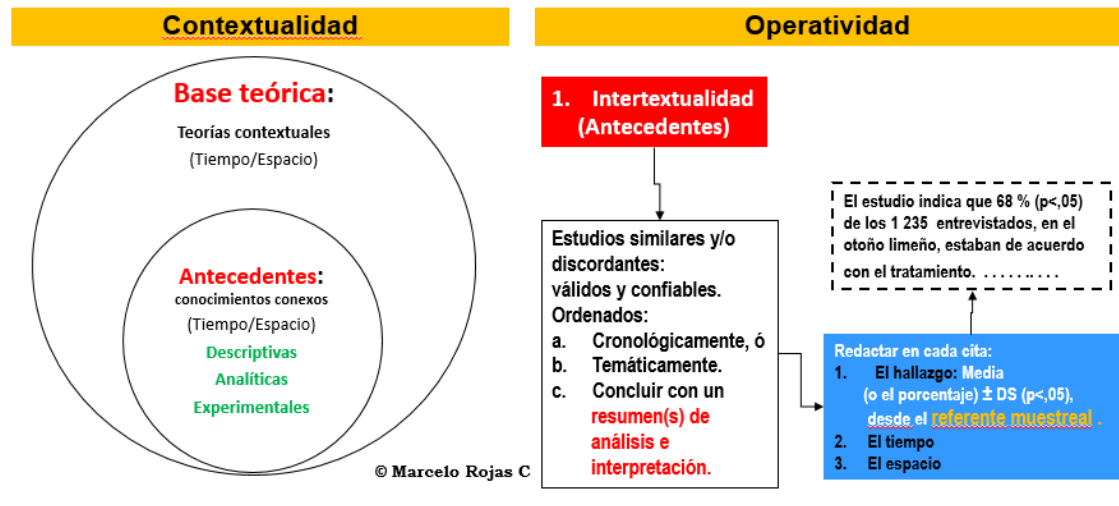 Contextualidad
Base teórica:
Teorías contextuales
(Tiempo/Espacio)
Antecedentes:
conocimientos conexos
(Tiempo/Espacio)
Descriptivas
Analíticas
Experimentales
© Marcelo Rojas C
Operatividad
1. Intertextualidad
(Antecedentes)
Estudios similares y/o
discordantes:
válidos y confiables.
Ordenados:
a. Cronológicamente, ó
b. Temáticamente.
c. Concluir con un
resumen(s) de
análisis e
interpretación.
El estudio indica que 68 % (p<,05)
de los 1 235 entrevistados, en el
otoño limeño, estaban de acuerdo
con el tratamiento. . . . . . . . . .
Redactar en cada cita:
1. El hallazgo: Media
(o el porcentaje) ± DS (p<,05),
desde el referente muestreal .
2. El tiempo
3. El espacio